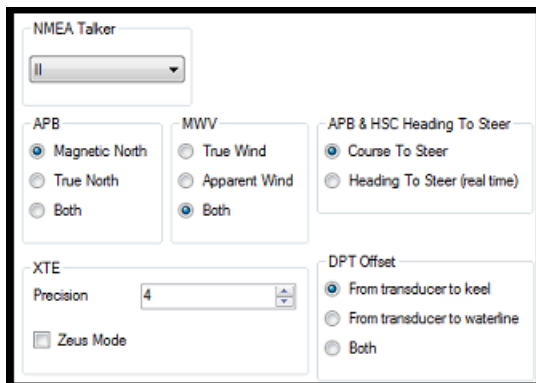 NMEA Talker
II
APB
Magnetic North
True North
Both
MWV
True Wind
Apparent Wind
Both
APB & HSC Heading To Steer
Course To Steer
Heading To Steer (real time)
XTE
Precision 4
Zeus Mode
DPT Offset
From transducer to keel
From transducer to waterline
Both